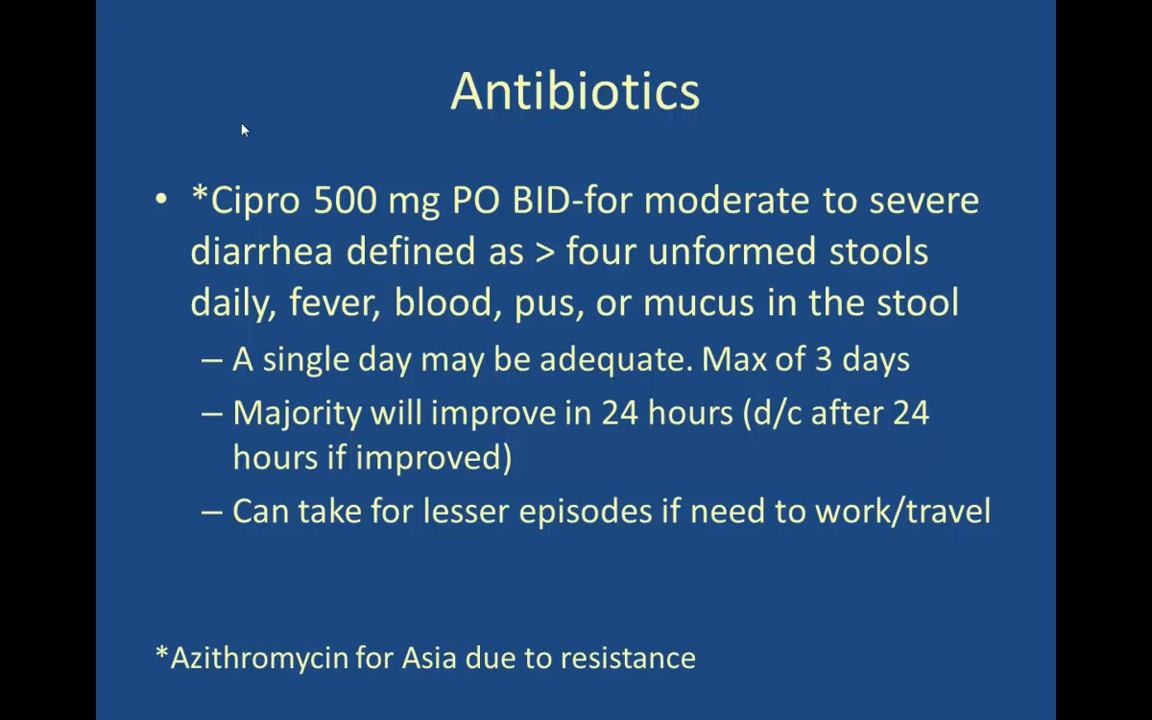 Antibiotics
• *Cipro 500 mg PO BID-for moderate to severe
diarrhea defined as > four unformed stools
daily, fever, blood, pus, or mucus in the stool
– A single day may be adequate. Max of 3 days
– Majority will improve in 24 hours (d/c after 24
hours if improved)
– Can take for lesser episodes if need to work/travel
*Azithromycin for Asia due to resistance